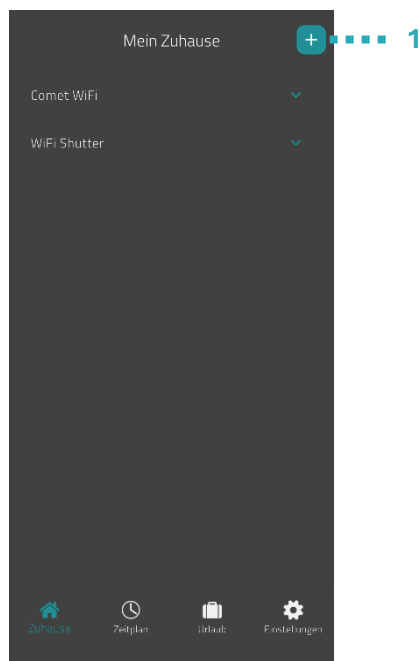 Mein Zuhause
+
1
Comet WiFi
WiFi Shutter
Zuhause
Zeitplan
Urlaub
Einstellungen